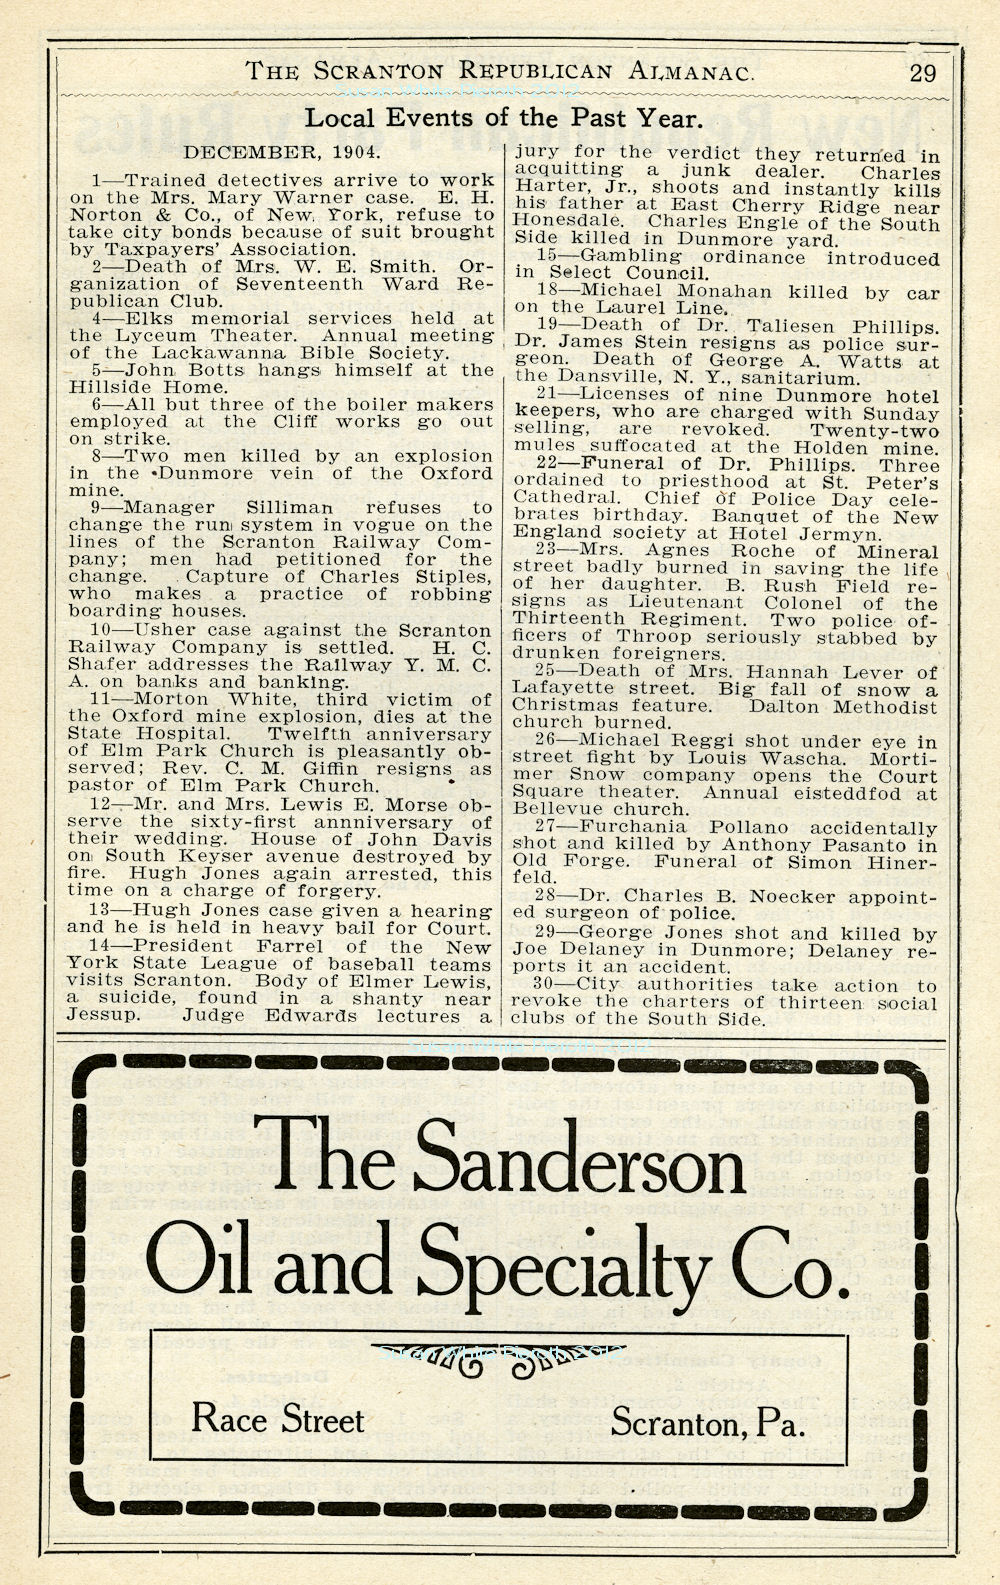 THE SCRANTON REPUBLICAN ALMANAC. 29
Local Events of the Past Year.
DECEMBER, 1904.
1—Trained detectives arrive to work
on the Mrs. Mary Warner case. E. H.
Norton & Co., of New York, refuse to
take city bonds because of suit brought
by Taxpayers' Association.
2—Death of Mrs. W. E. Smith. Or-
ganization of Seventeenth Ward Re-
publican Club.
4—Elks memorial services held at
the Lyceum Theater. Annual meeting
of the Lackawanna Bible Society.
5—John Botts hangs himself at the
Hillside Home.
6—All but three of the boiler makers
employed at the Cliff works go out
on strike.
8—Two men killed by an explosion
in the Dunmore vein of the Oxford
mine.
9—Manager Silliman refuses to
change the run system in vogue on the
lines of the Scranton Railway Com-
pany; men had petitioned for the
change. Capture of Charles Stiples,
who makes a practice of robbing
boarding houses.
10—Usher case against the Scranton
Railway Company is settled. H. C.
Shafer addresses the Railway Y. M. C.
A. on banks and banking.
11—Morton White, third victim of
the Oxford mine explosion, dies at the
State Hospital. Twelfth anniversary
of Elm Park Church is pleasantly ob-
served; Rev. C. M. Giffin resigns as
pastor of Elm Park Church.
12—Mr. and Mrs. Lewis E. Morse ob-
serve the sixty-first annniversary of
their wedding. House of John Davis
on South Keyser avenue destroyed by
fire. Hugh Jones again arrested, this
time on a charge of forgery.
13—Hugh Jones case given a hearing
and he is held in heavy bail for Court.
14—President Farrel of the New
York State League of baseball teams
visits Scranton. Body of Elmer Lewis,
a suicide, found in a shanty near
Jessup. Judge Edwards lectures a
jury for the verdict they returned in
acquitting a junk dealer. Charles
Harter, Jr., shoots and instantly kills
his father at East Cherry Ridge near
Honesdale. Charles Engle of the South
Side killed in Dunmore yard.
15—Gambling ordinance introduced
in Select Council.
18—Michael Monahan killed by car
on the Laurel Line.
19—Death of Dr. Taliesen Phillips.
Dr. James Stein resigns as police sur-
geon. Death of George A. Watts at
the Dansville, N. Y., sanitarium.
21—Licenses of nine Dunmore hotel
keepers, who are charged with Sunday
selling, are revoked. Twenty-two
mules suffocated at the Holden mine.
22—Funeral of Dr. Phillips. Three
ordained to priesthood at St. Peter's
Cathedral. Chief of Police Day cele-
brates birthday. Banquet of the New
England society at Hotel Jermyn.
23—Mrs. Agnes Roche of Mineral
street badly burned in saving the life
of her daughter. B. Rush Field re-
signs as Lieutenant Colonel of the
Thirteenth Regiment. Two police of-
ficers of Throop seriously stabbed by
drunken foreigners.
25—Death of Mrs. Hannah Lever of
Lafayette street. Big fall of snow a
Christmas feature. Dalton Methodist
church burned.
26—Michael Reggi shot under eye in
street fight by Louis Wascha. Morti-
mer Snow company opens the Court
Square theater. Annual eisteddfod at
Bellevue church.
27—Furchania Pollano accidentally
shot and killed by Anthony Pasanto in
Old Forge. Funeral of Simon Hiner-
feld.
28—Dr. Charles B. Noecker appoint-
ed surgeon of police.
29—George Jones shot and killed by
Joe Delaney in Dunmore; Delaney re-
ports it an accident.
30—City authorities take action to
revoke the charters of thirteen social
clubs of the South Side.
The Sanderson
Oil and Specialty Co.
Race Street Scranton, Pa.